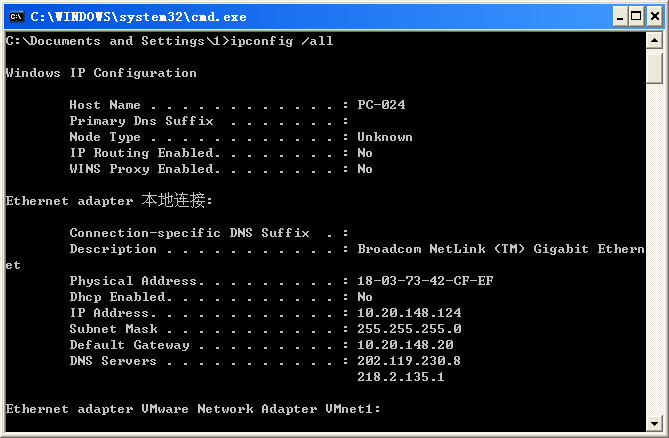 C:\WINDOWS\system32\cmd.exe
C:\Documents and Settings\1>ipconfig /all
Windows IP Configuration
Host Name . . . . . . . . . . . . : PC-024
Primary Dns Suffix  . . . . . . . :
Node Type . . . . . . . . . . . . : Unknown
IP Routing Enabled. . . . . . . . : No
WINS Proxy Enabled. . . . . . . . : No
Ethernet adapter 本地连接:
Connection-specific DNS Suffix  . :
Description . . . . . . . . . . . : Broadcom NetLink (TM) Gigabit Ethern
et
Physical Address. . . . . . . . . : 18-03-73-42-CF-EF
Dhcp Enabled. . . . . . . . . . . : No
IP Address. . . . . . . . . . . . : 10.20.148.124
Subnet Mask . . . . . . . . . . . : 255.255.255.0
Default Gateway . . . . . . . . . : 10.20.148.20
DNS Servers . . . . . . . . . . . : 202.119.230.8
218.2.135.1
Ethernet adapter VMware Network Adapter VMnet1: